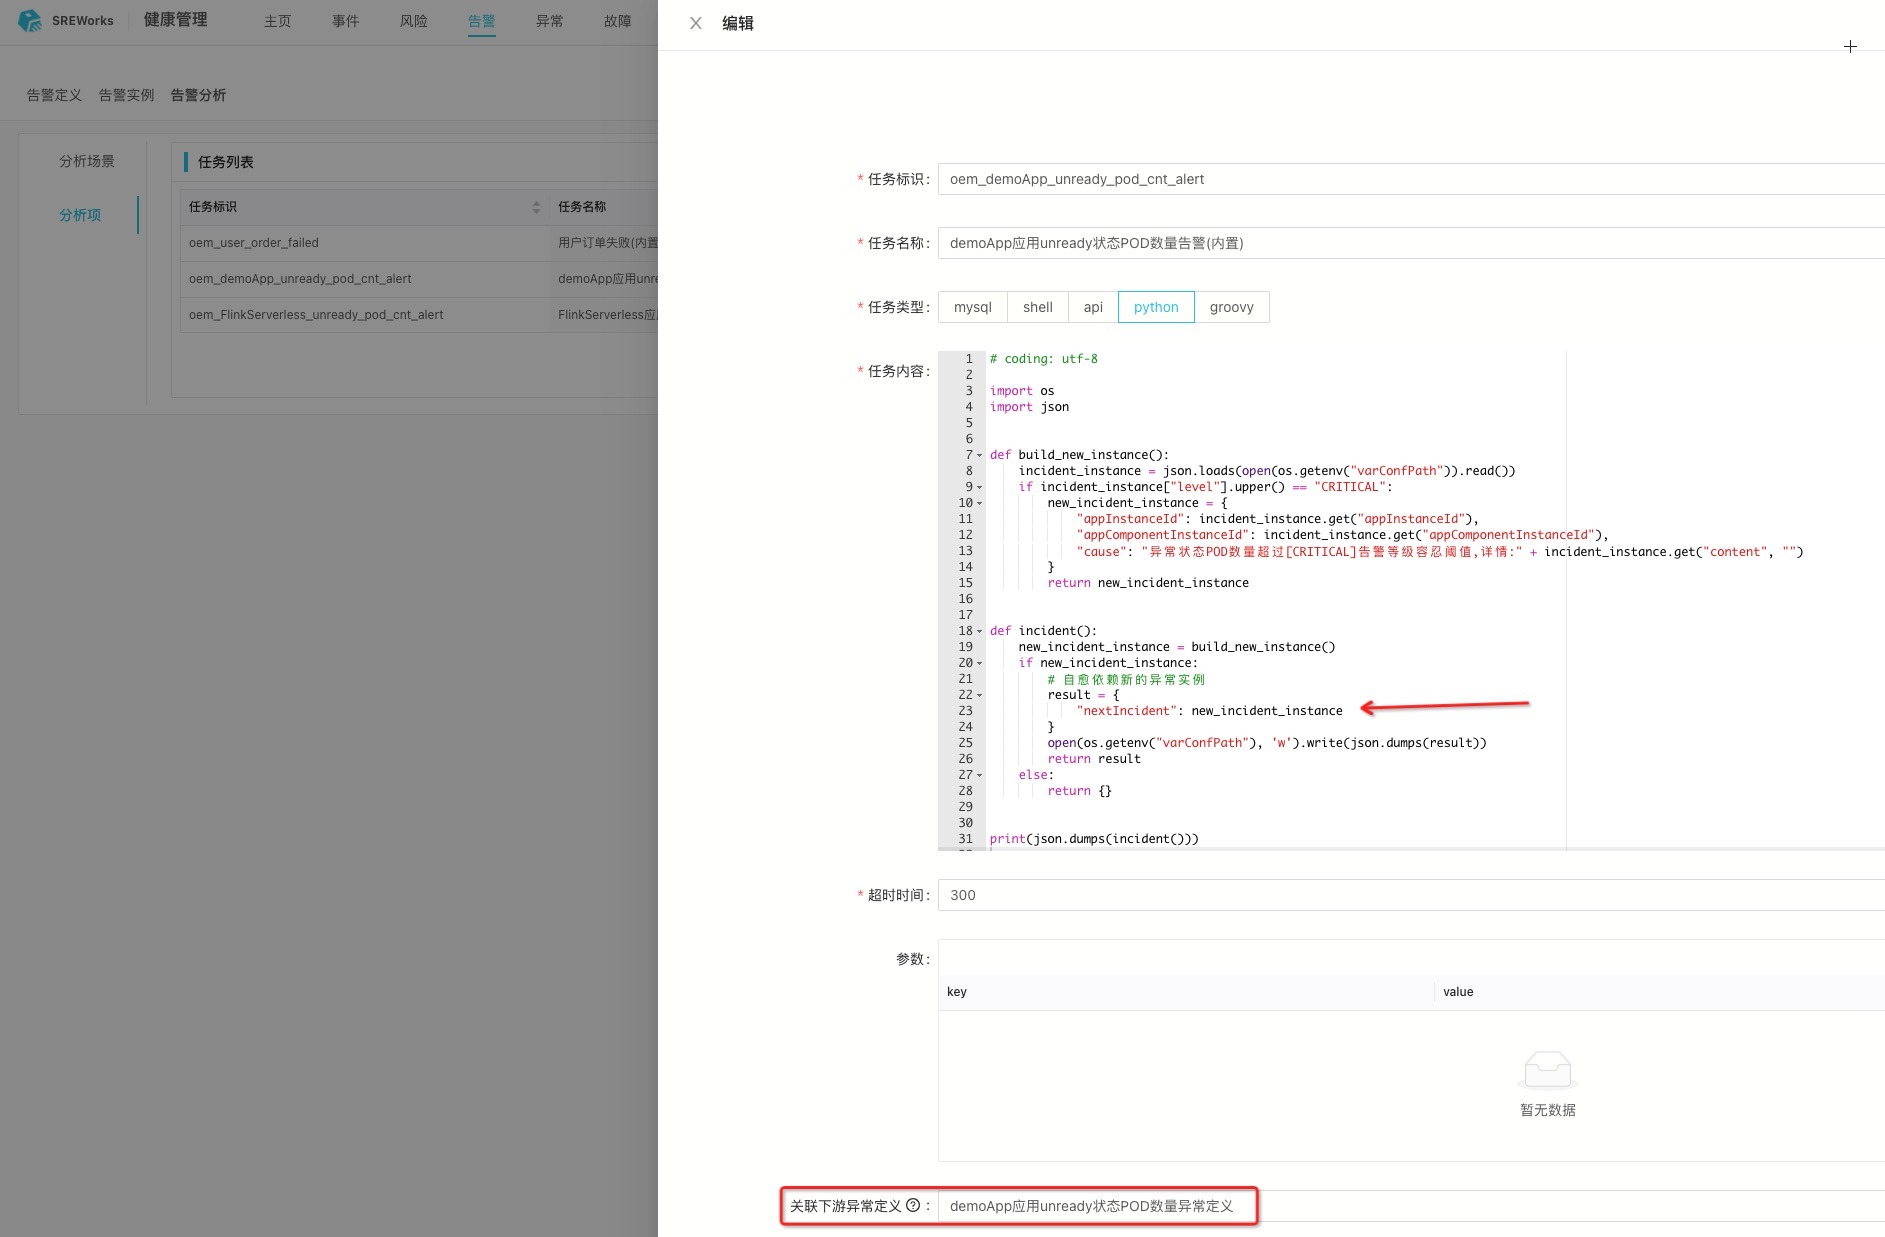 SREWorks 健康管理 主页 事件 风险 告警 异常 故障
告警定义 告警实例 告警分析
分析场景
分析项
任务列表
任务标识 任务名称
oem_user_order_failed 用户订单失败(内置
oem_demoApp_unready_pod_cnt_alert demoApp应用unre
oem_FlinkServerless_unready_pod_cnt_alert FlinkServerless应
编辑
* 任务标识: oem_demoApp_unready_pod_cnt_alert
* 任务名称: demoApp应用unready状态POD数量告警(内置)
* 任务类型: mysql shell api python groovy
* 任务内容:
1 # coding: utf-8
2
3 import os
4 import json
5
6
7 def build_new_instance():
8     incident_instance = json.loads(open(os.getenv("varConfPath")).read())
9     if incident_instance["level"].upper() == "CRITICAL":
10         new_incident_instance = {
11             "appInstanceId": incident_instance.get("appInstanceId"),
12             "appComponentInstanceId": incident_instance.get("appComponentInstanceId"),
13             "cause": "异常状态POD数量超过[CRITICAL]告警等级容忍阈值,详情:" + incident_instance.get("content", "")
14         }
15         return new_incident_instance
16
17
18 def incident():
19     new_incident_instance = build_new_instance()
20     if new_incident_instance:
21         # 自愈依赖新的异常实例
22         result = {
23             "nextIncident": new_incident_instance
24         }
25         open(os.getenv("varConfPath"), 'w').write(json.dumps(result))
26         return result
27     else:
28         return {}
29
30
31 print(json.dumps(incident()))
* 超时时间: 300
参数:
key value
暂无数据
关联下游异常定义 ? : demoApp应用unready状态POD数量异常定义